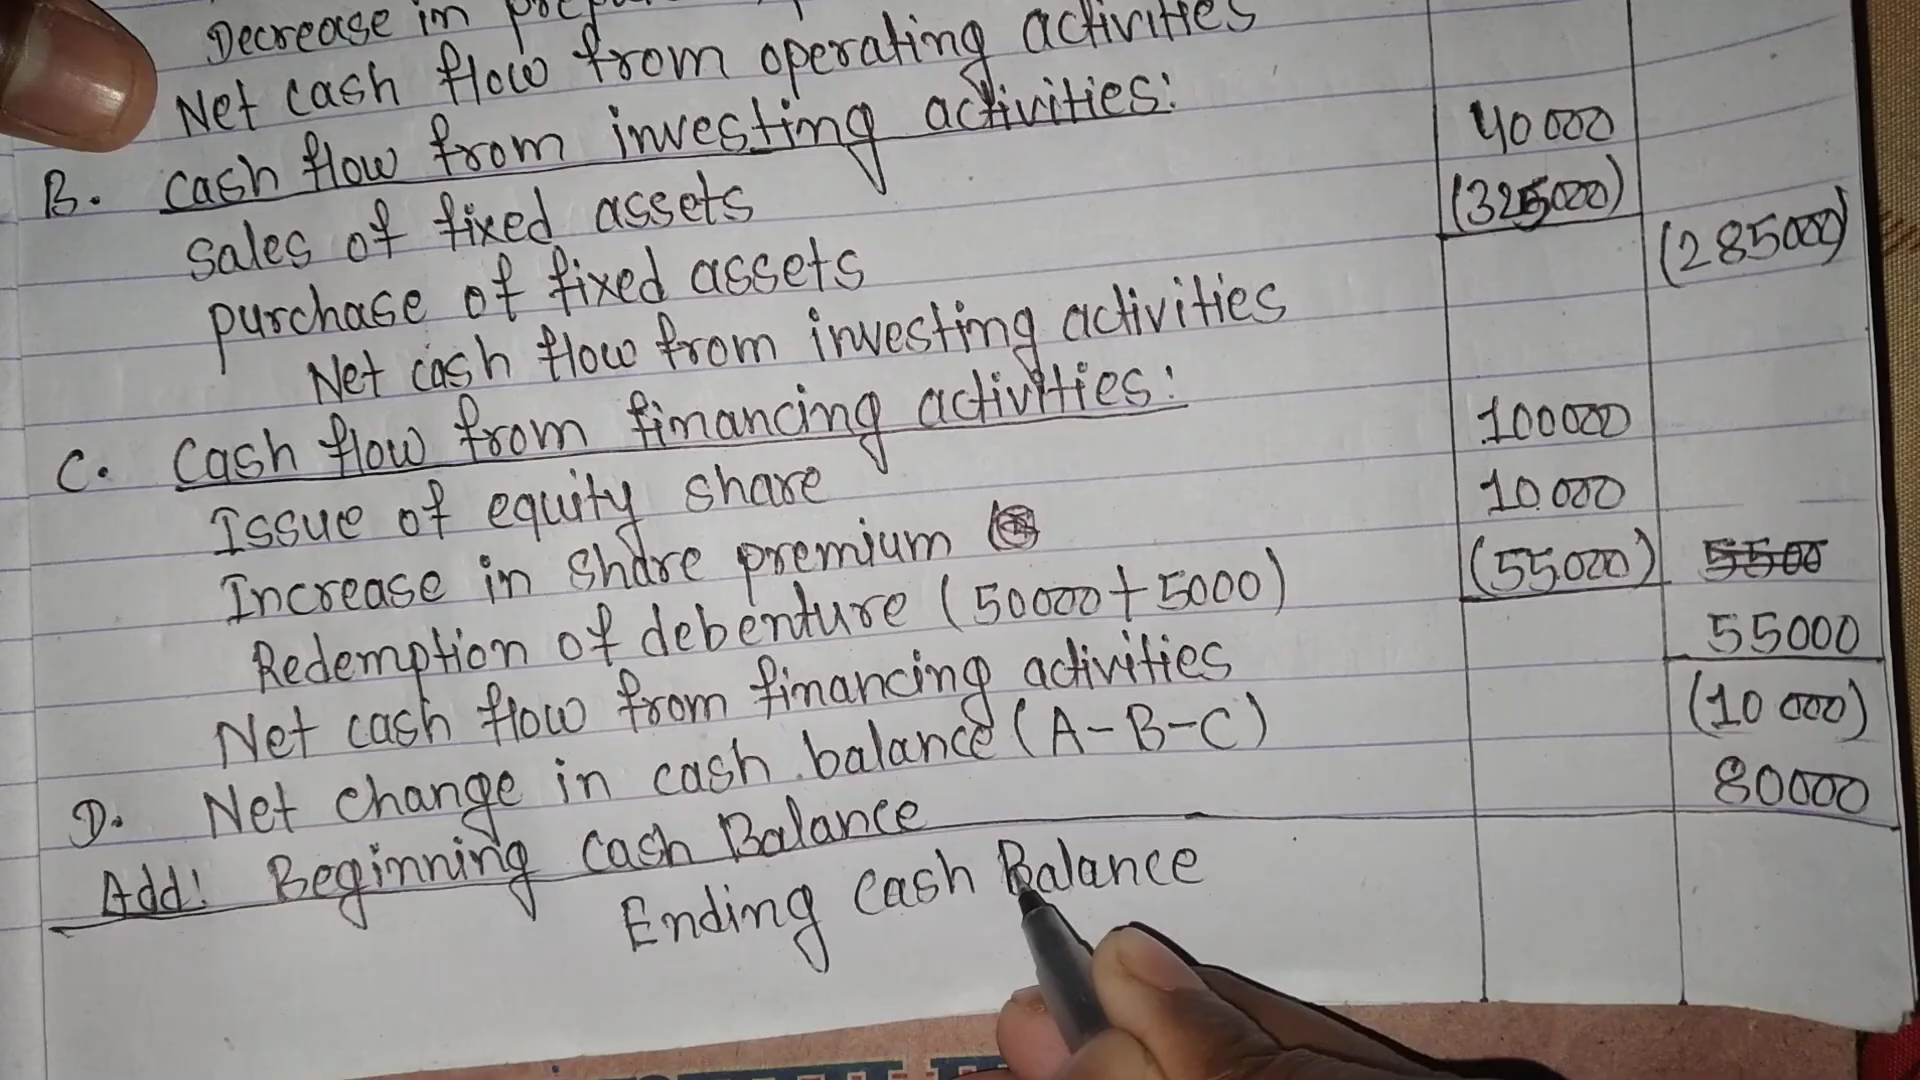 Decrease in
Net cash flow from operating activities
B. Cash flow from investing activities:
Sales of fixed assets 40000
purchase of fixed assets (325000)
Net cash flow from investing activities (285000)
C. Cash flow from financing activities:
Issue of equity share 100000
Increase in share premium 10000
Redemption of debenture (50000+5000) (55000) 5500
Net cash flow from financing activities 55000
D. Net change in cash balance (A-B-C) (10000)
Add! Beginning cash Balance 80000
Ending cash Balance